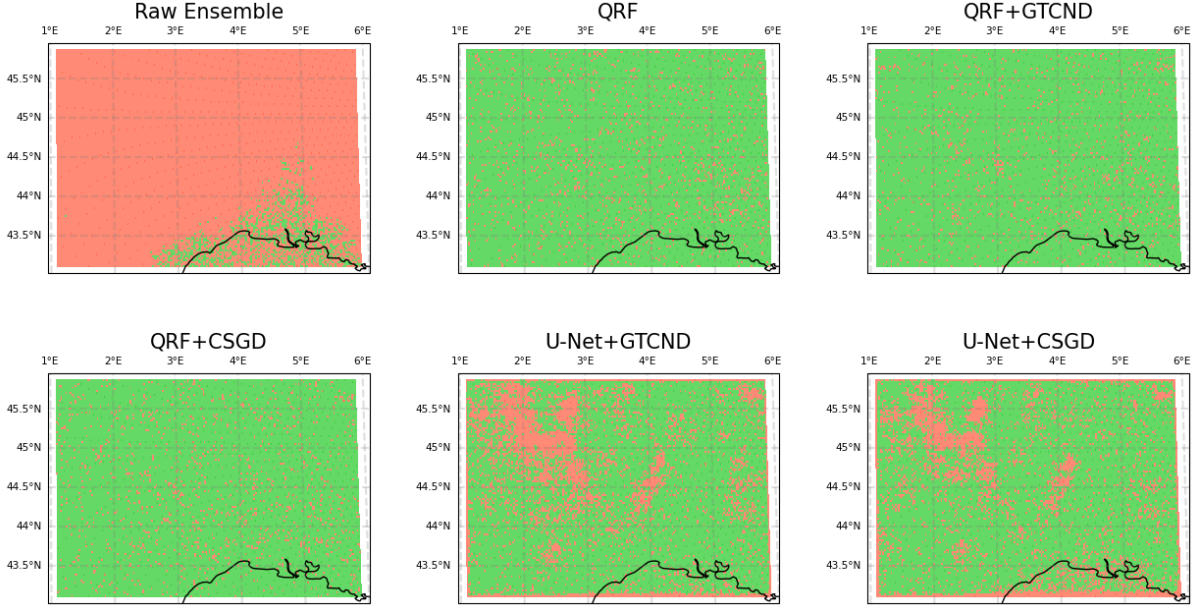 Raw Ensemble QRF QRF+GTCND
1°E 2°E 3°E 4°E 5°E 6°E 1°E 2°E 3°E 4°E 5°E 6°E 1°E 2°E 3°E 4°E 5°E 6°E
45.5°N 45.5°N 45.5°N
45°N 45°N 45°N
44.5°N 44.5°N 44.5°N
44°N 44°N 44°N
43.5°N 43.5°N 43.5°N
QRF+CSGD U-Net+GTCND U-Net+CSGD
1°E 2°E 3°E 4°E 5°E 6°E 1°E 2°E 3°E 4°E 5°E 6°E 1°E 2°E 3°E 4°E 5°E 6°E
45.5°N 45.5°N 45.5°N
45°N 45°N 45°N
44.5°N 44.5°N 44.5°N
44°N 44°N 44°N
43.5°N 43.5°N 43.5°N